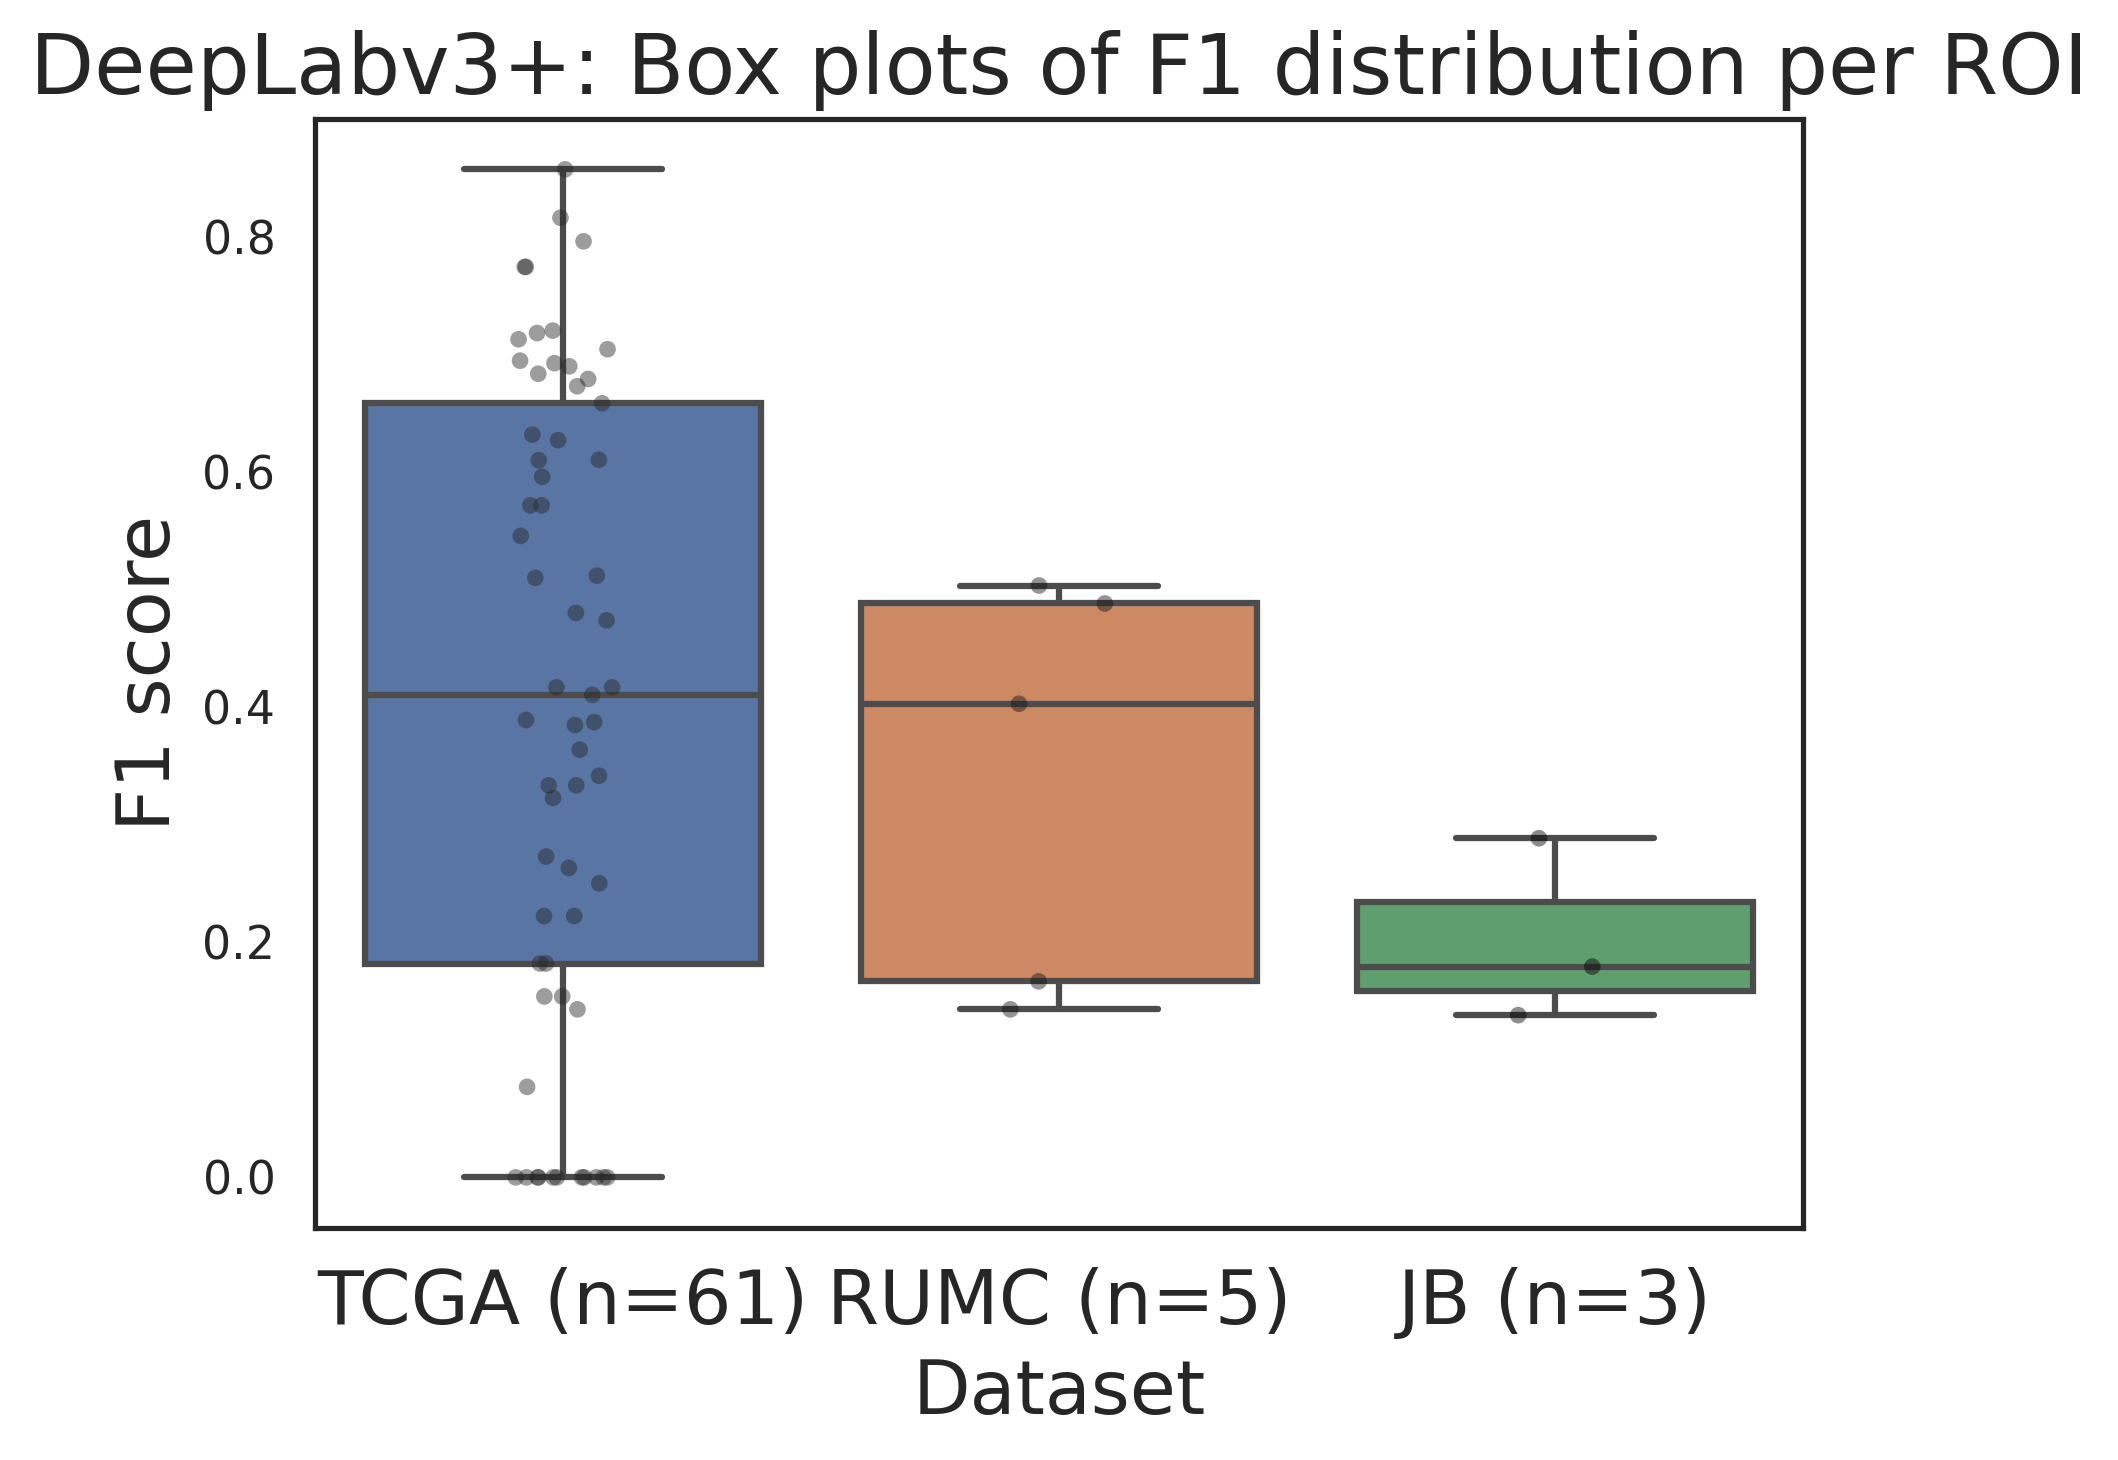 DeepLabv3+: Box plots of F1 distribution per ROI
0.8
0.6
0.4
0.2
0.0
F1 score
TCGA (n=61) RUMC (n=5) JB (n=3)
Dataset